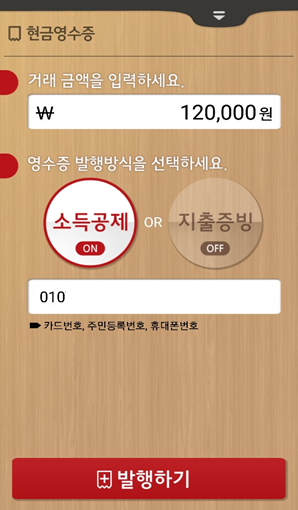 현금영수증
거래 금액을 입력하세요.
₩ 120,000 원
영수증 발행방식을 선택하세요.
소득공제 OR 지출증빙
ON OFF
010
카드번호, 주민등록번호, 휴대폰번호
발행하기